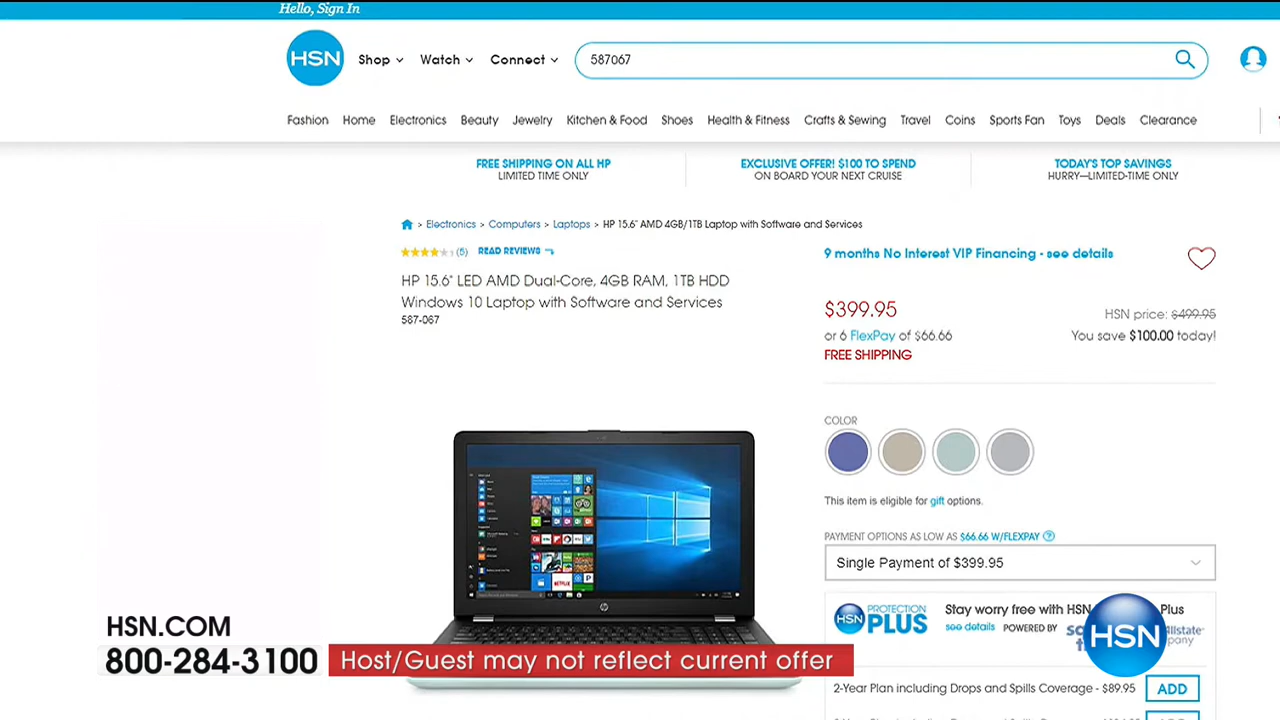 Hello, Sign In
HSN
Shop
Watch
Connect
587067
Fashion
Home
Electronics
Beauty
Jewelry
Kitchen & Food
Shoes
Health & Fitness
Crafts & Sewing
Travel
Coins
Sports Fan
Toys
Deals
Clearance
FREE SHIPPING ON ALL HP
LIMITED TIME ONLY
EXCLUSIVE OFFER! $100 TO SPEND
ON BOARD YOUR NEXT CRUISE
TODAY'S TOP SAVINGS
HURRY—LIMITED-TIME ONLY
> Electronics > Computers > Laptops > HP 15.6" AMD 4GB/1TB Laptop with Software and Services
(5) READ REVIEWS
HP 15.6" LED AMD Dual-Core, 4GB RAM, 1TB HDD
Windows 10 Laptop with Software and Services
587-067
9 months No Interest VIP Financing - see details
$399.95
HSN price: $499.95
or 6 FlexPay of $66.66
You save $100.00 today!
FREE SHIPPING
COLOR
This item is eligible for gift options.
PAYMENT OPTIONS AS LOW AS $66.66 W/FLEXPAY ?
Single Payment of $399.95
HSN PROTECTION
PLUS
Stay worry free with HSN Plus
see details POWERED BY
HSN
2-Year Plan including Drops and Spills Coverage - $89.95
ADD
hp
NETFLIX
HSN.COM
800-284-3100
Host/Guest may not reflect current offer